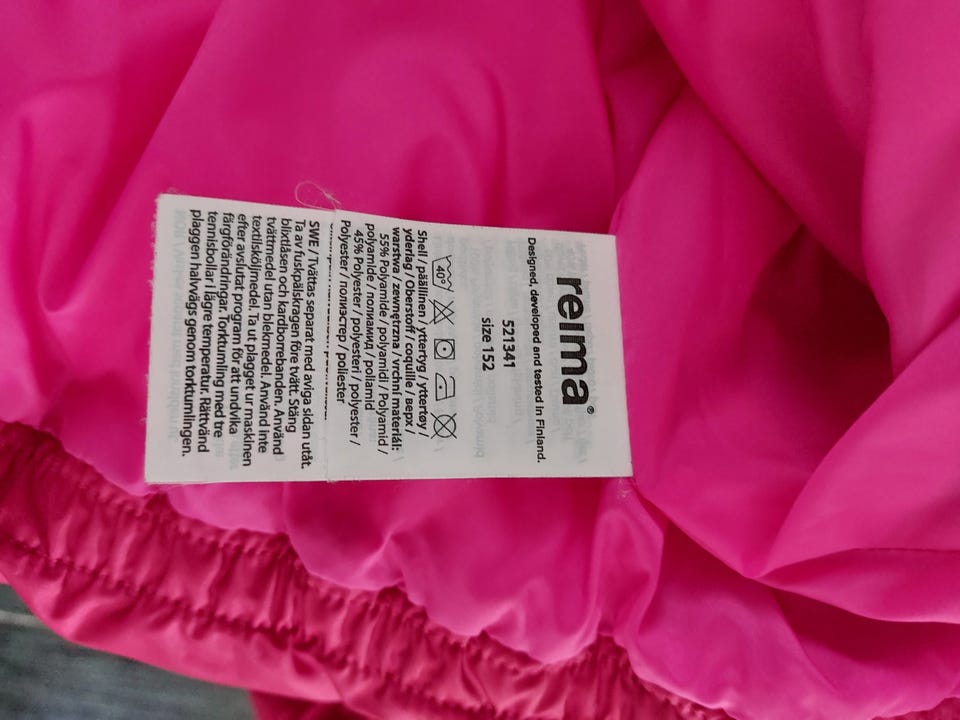 reima®
Designed, developed and tested in Finland.
521341
size 152
40°
Shell / päällinen / yttertyg / yttertøy /
yderlag / Oberstoff / coquille / верх /
warstwa / zewnętrzna / vrchní materiál:
55% Polyamide / polyamidi / Polyamid /
polyamide / полиамид / poliamid
45% Polyester / polyesteri / polyester /
Polyester / полиэстер / poliester
SWE / Tvättas separat med aviga sidan utåt.
Ta av fuskpälskragen före tvätt. Stäng
blixtlåsen och kardborrebanden. Använd
tvättmedel utan blekmedel. Använd inte
textilsköljmedel. Ta ut plagget ur maskinen
efter avslutat program för att undvika
färgförändringar. Torktumling med tre
tennisbollar i lägre temperatur. Rättvänd
plaggen halvvägs genom torktumlingen.